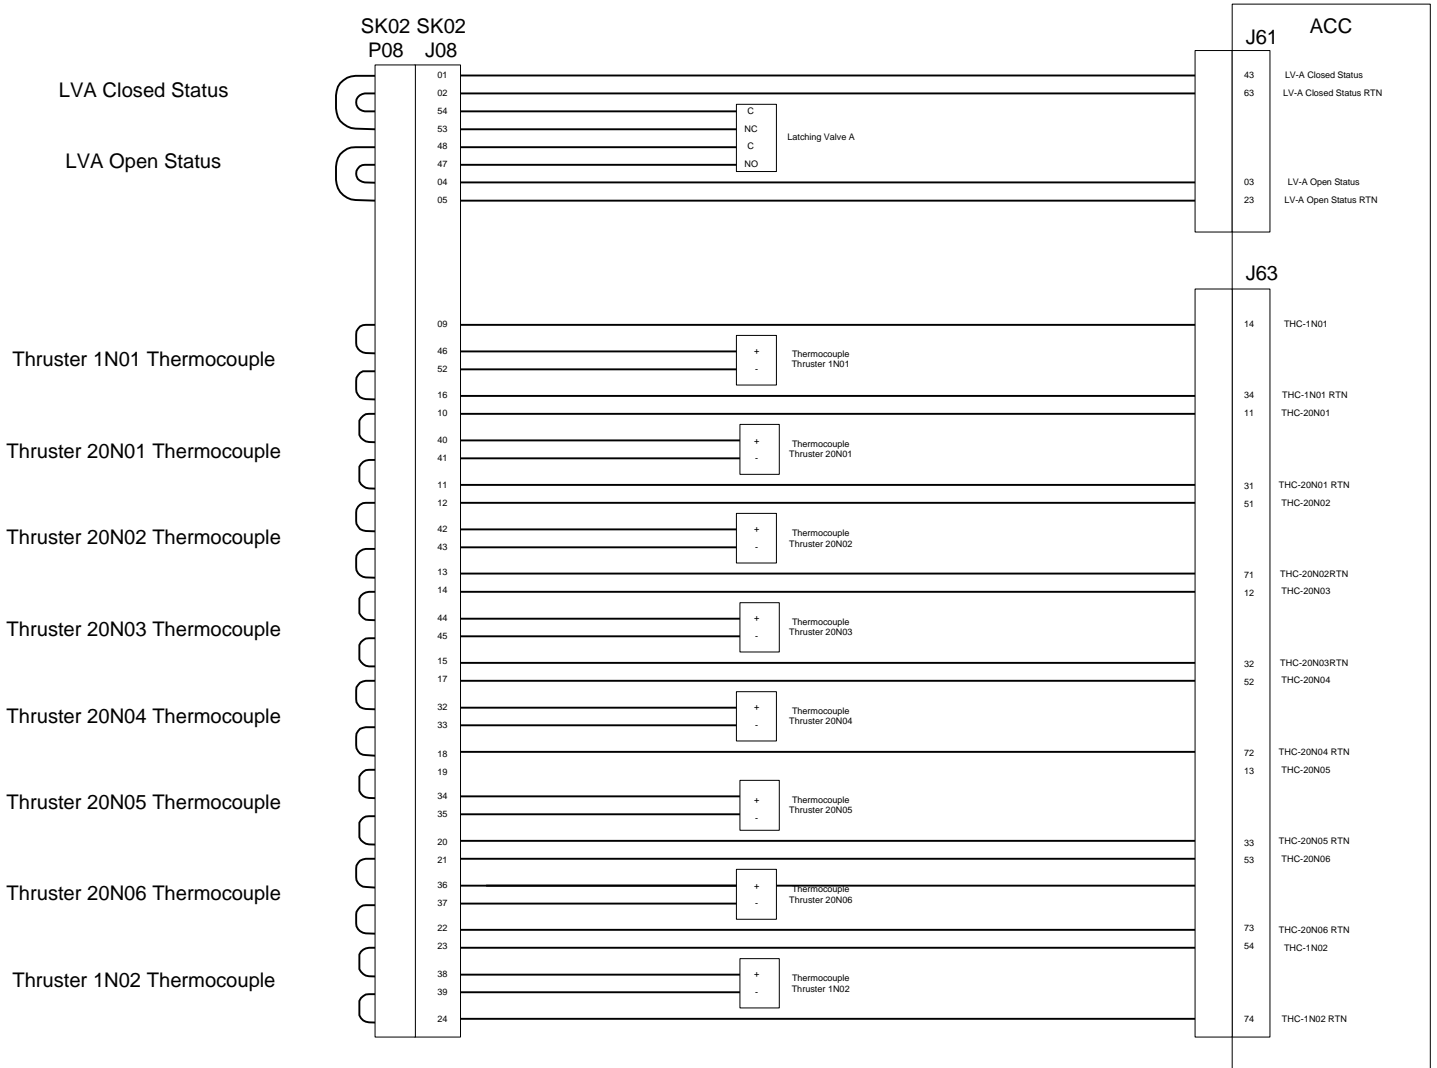 SK02 SK02
P08 J08
J61
ACC
LVA Closed Status
01
43 LV-A Closed Status
02
63 LV-A Closed Status RTN
54 C
53 NC
Latching Valve A
48 C
LVA Open Status
47 NO
04
03 LV-A Open Status
05
23 LV-A Open Status RTN
J63
09
14 THC-1N01
Thruster 1N01 Thermocouple
46 +
52 -
Thermocouple
Thruster 1N01
16
34 THC-1N01 RTN
10
11 THC-20N01
Thruster 20N01 Thermocouple
40 +
41 -
Thermocouple
Thruster 20N01
11
31 THC-20N01 RTN
12
51 THC-20N02
Thruster 20N02 Thermocouple
42 +
43 -
Thermocouple
Thruster 20N02
13
71 THC-20N02RTN
14
12 THC-20N03
Thruster 20N03 Thermocouple
44 +
45 -
Thermocouple
Thruster 20N03
15
32 THC-20N03RTN
17
52 THC-20N04
Thruster 20N04 Thermocouple
32 +
33 -
Thermocouple
Thruster 20N04
18
72 THC-20N04 RTN
19
13 THC-20N05
Thruster 20N05 Thermocouple
34 +
35 -
Thermocouple
Thruster 20N05
20
33 THC-20N05 RTN
21
53 THC-20N06
Thruster 20N06 Thermocouple
36 +
37 -
Thermocouple
Thruster 20N06
22
73 THC-20N06 RTN
23
54 THC-1N02
Thruster 1N02 Thermocouple
38 +
39 -
Thermocouple
Thruster 1N02
24
74 THC-1N02 RTN